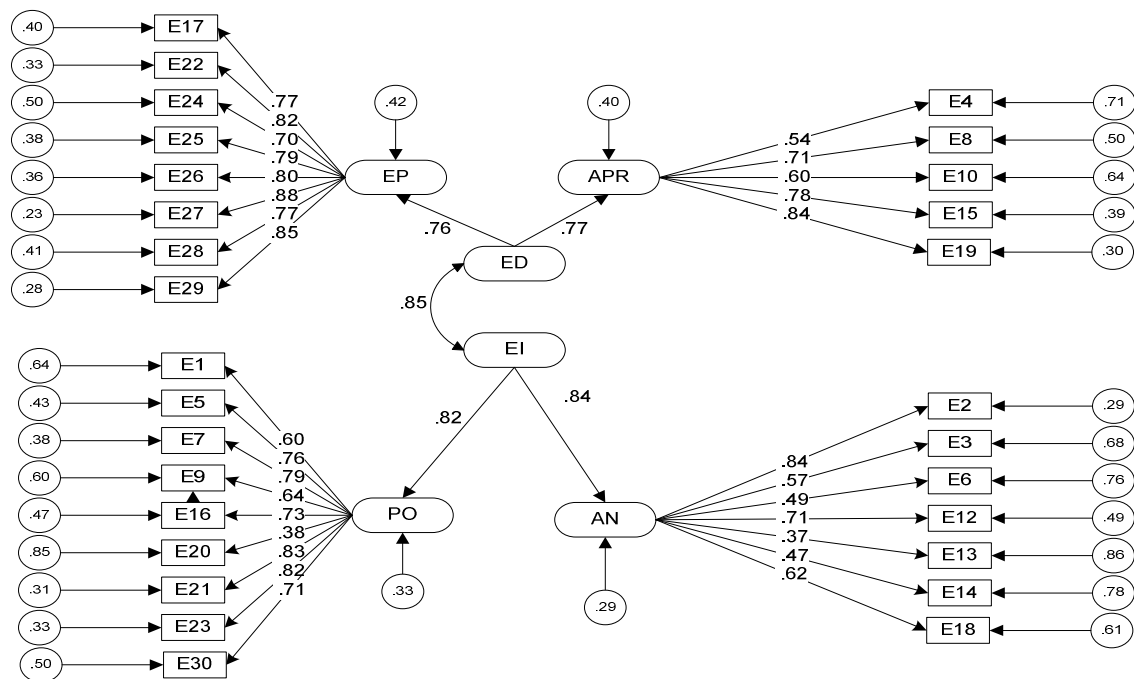 .40 E17
.33 E22
.50 E24
.38 E25
.36 E26
.23 E27
.41 E28
.28 E29
.77
.82
.70
.79
.80
.88
.77
.85
.42
EP
.76
.40
APR
.77
.54
.71
.60
.78
.84
E4 .71
E8 .50
E10 .64
E15 .39
E19 .30
ED
.85
EI
.82
.84
.64 E1
.43 E5
.38 E7
.60 E9
.47 E16
.85 E20
.31 E21
.33 E23
.50 E30
.60
.76
.79
.64
.73
.38
.83
.82
.71
PO
.33
AN
.29
.84
.57
.49
.71
.37
.47
.62
E2 .29
E3 .68
E6 .76
E12 .49
E13 .86
E14 .78
E18 .61